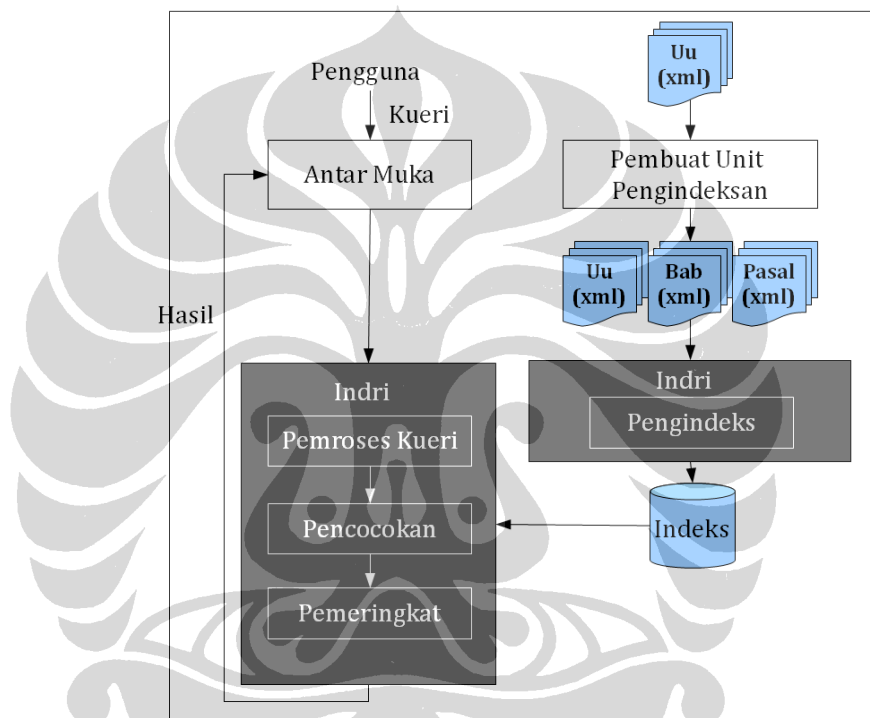 Pengguna
Kueri
Antar Muka
Hasil
Indri
Pemroses Kueri
Pencocokan
Pemeringkat
Uu
(xml)
Pembuat Unit
Pengindeksan
Uu
(xml)
Bab
(xml)
Pasal
(xml)
Indri
Pengindeks
Indeks